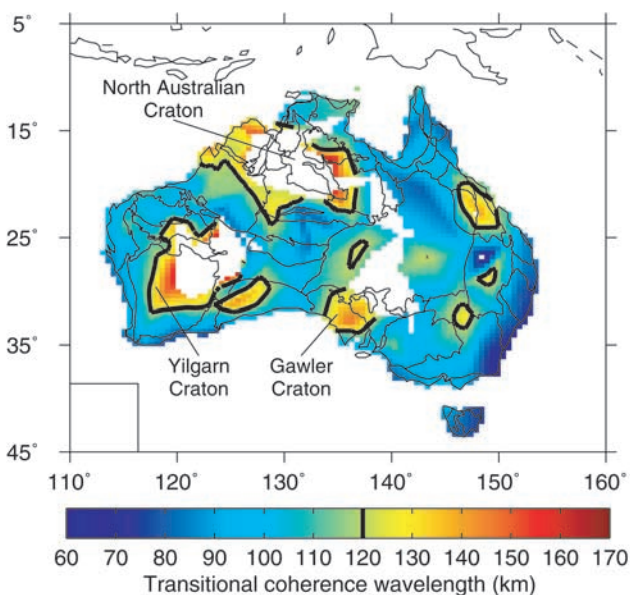 5°
North Australian
Craton
15°
25°
35°
Yilgarn
Craton
Gawler
Craton
45°
110° 120° 130° 140° 150° 160°
60 70 80 90 100 110 120 130 140 150 160 170
Transitional coherence wavelength (km)